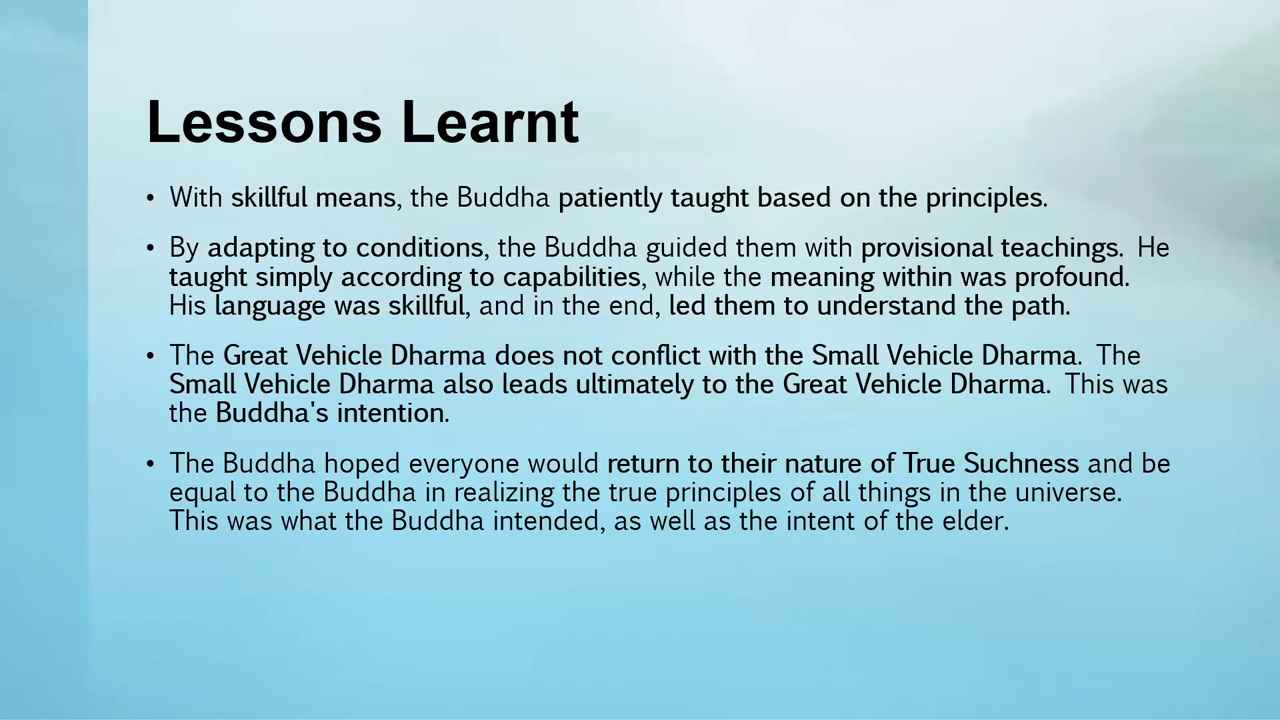 Lessons Learnt
• With skillful means, the Buddha patiently taught based on the principles.
• By adapting to conditions, the Buddha guided them with provisional teachings. He
taught simply according to capabilities, while the meaning within was profound.
His language was skillful, and in the end, led them to understand the path.
• The Great Vehicle Dharma does not conflict with the Small Vehicle Dharma. The
Small Vehicle Dharma also leads ultimately to the Great Vehicle Dharma. This was
the Buddha's intention.
• The Buddha hoped everyone would return to their nature of True Suchness and be
equal to the Buddha in realizing the true principles of all things in the universe.
This was what the Buddha intended, as well as the intent of the elder.